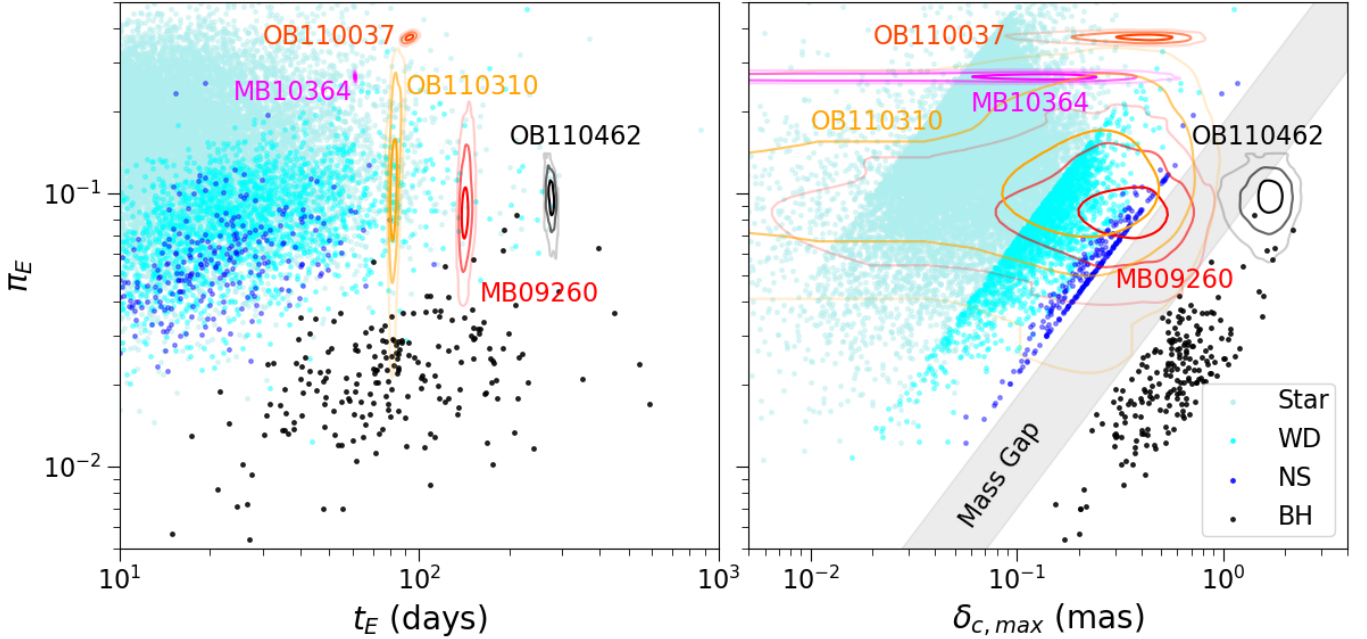 OB110037
MB10364
OB110310
OB110462
MB09260
π_E
10^{-1}
10^{-2}
10^1
10^2
10^3
t_E (days)
OB110037
MB10364
OB110310
OB110462
MB09260
Mass Gap
Star
WD
NS
BH
10^{-2}
10^{-1}
10^0
δ_{c, max} (mas)